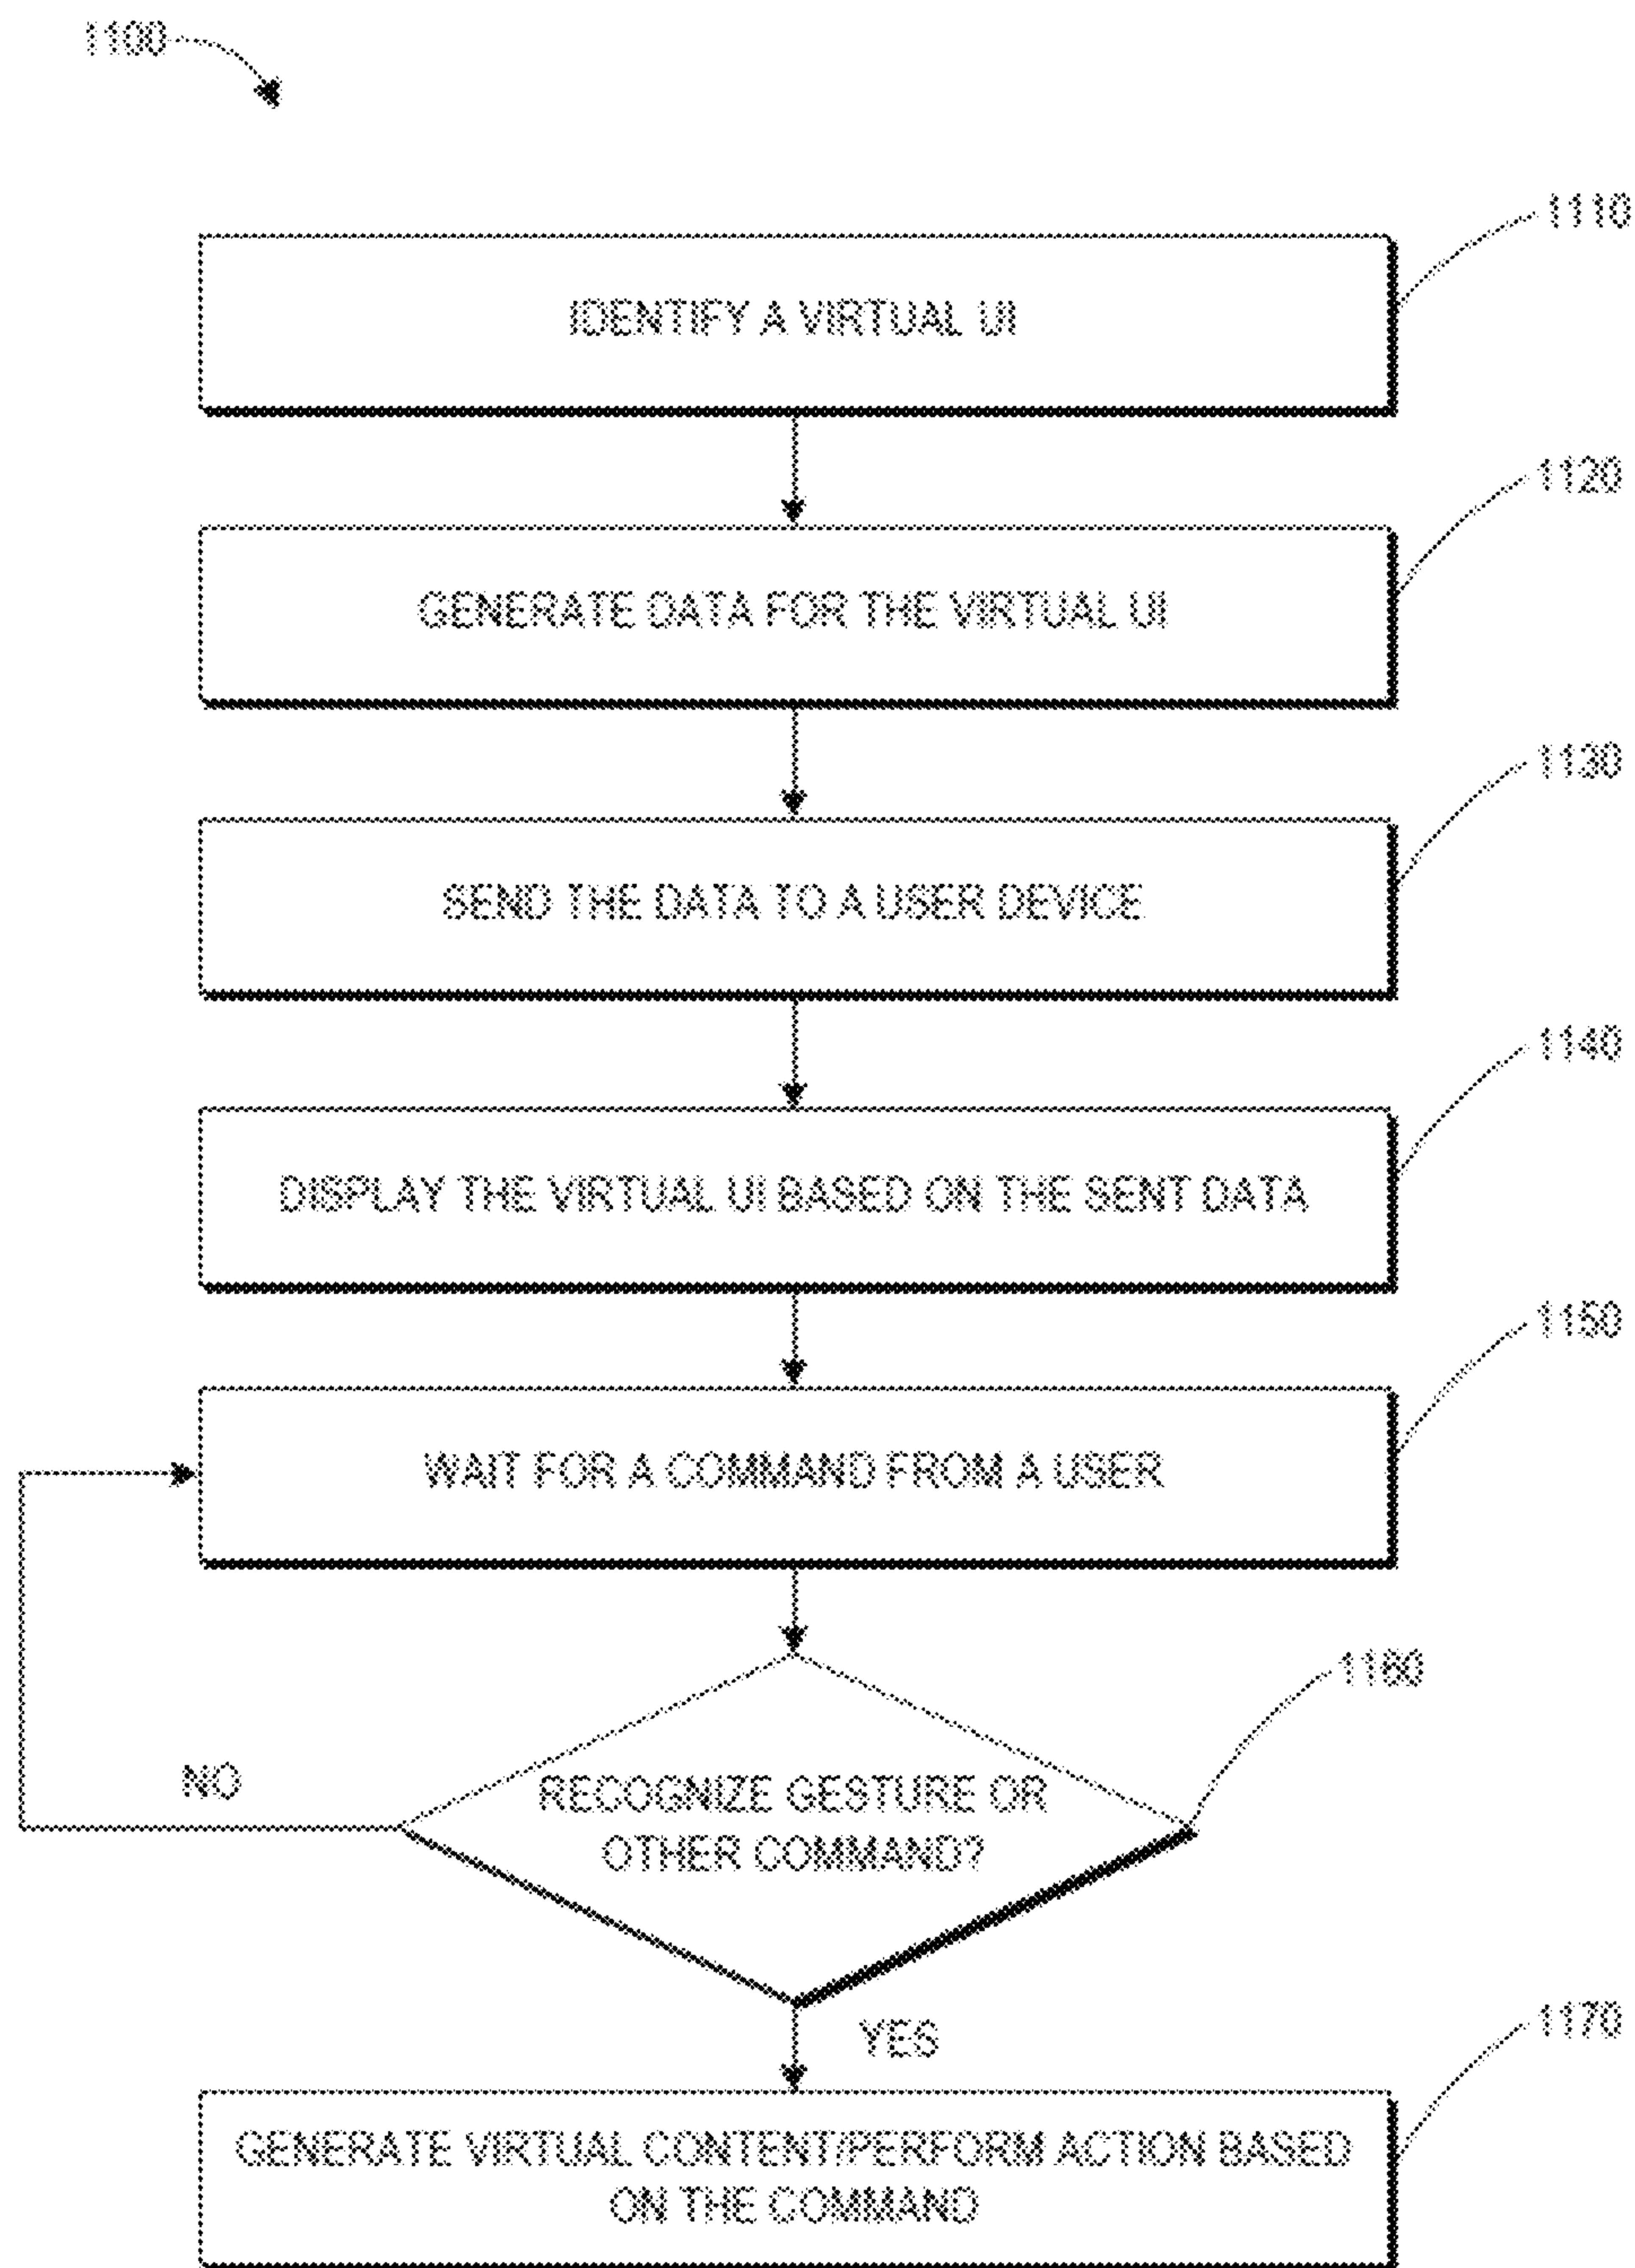 1100
1110
IDENTIFY A VIRTUAL UI
1120
GENERATE DATA FOR THE VIRTUAL UI
1130
SEND THE DATA TO A USER DEVICE
1140
DISPLAY THE VIRTUAL UI BASED ON THE SENT DATA
1150
WAIT FOR A COMMAND FROM A USER
1160
NO
RECOGNIZE GESTURE OR
OTHER COMMAND?
YES
1170
GENERATE VIRTUAL CONTENT/PERFORM ACTION BASED
ON THE COMMAND